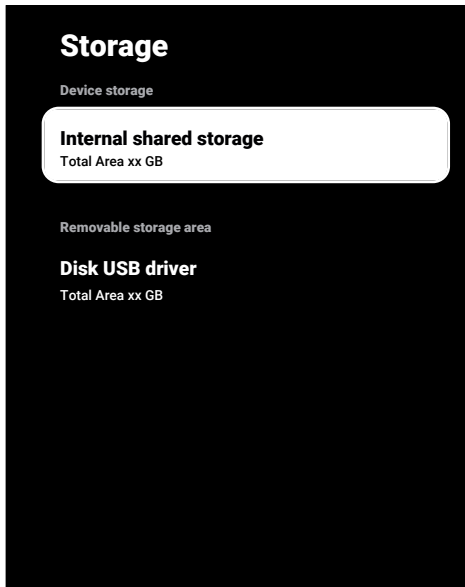 Storage
Device storage
Internal shared storage
Total Area xx GB
Removable storage area
Disk USB driver
Total Area xx GB